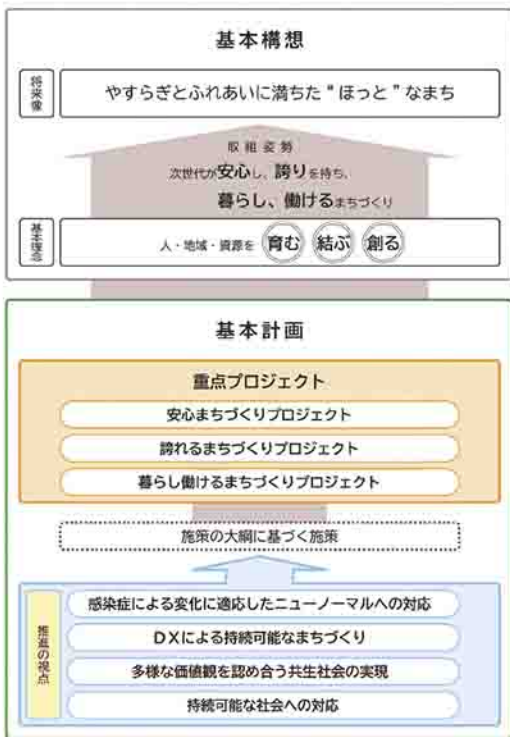 基本構想
将来像
やすらぎとふれあいに満ちた“ほっと”なまち
取組姿勢
次世代が安心し、誇りを持ち、
暮らし、働けるまちづくり
基本理念
人・地域・資源を 育む 結ぶ 創る
基本計画
重点プロジェクト
安心まちづくりプロジェクト
誇れるまちづくりプロジェクト
暮らし働けるまちづくりプロジェクト
施策の大綱に基づく施策
推進の視点
感染症による変化に適応したニューノーマルへの対応
DXによる持続可能なまちづくり
多様な価値観を認め合う共生社会の実現
持続可能な社会への対応